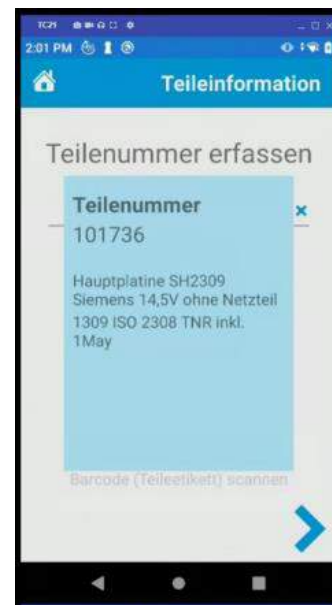 TC21
2:01 PM
Teileinformation
Teilenummer erfassen
Teilenummer
101736
Hauptplatine SH2309
Siemens 14,5V ohne Netzteil
1309 ISO 2308 TNR inkl.
1May
Barcode (Teileetikett) scannen